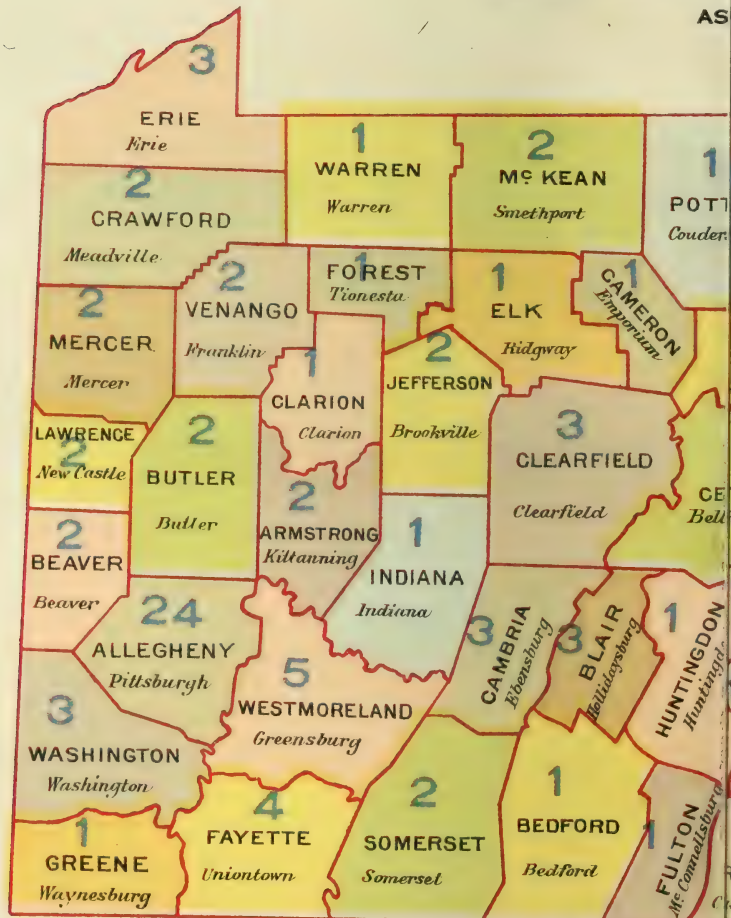 AS
3
ERIE
Erie
1
WARREN
Warren
2
Mc KEAN
Smethport
1
POTT
Couder
2
CRAWFORD
Meadville
2
VENANGO
Franklin
1
FOREST
Tionesta
1
ELK
Ridgway
1
CAMERON
Emporium
2
MERCER
Mercer
1
CLARION
Clarion
2
JEFFERSON
Brookville
3
CLEARFIELD
Clearfield
LAWRENCE
2
New Castle
2
BUTLER
Butler
2
ARMSTRONG
Kittanning
1
INDIANA
Indiana
CE
Bell
2
BEAVER
Beaver
24
ALLEGHENY
Pittsburgh
3
CAMBRIA
Ebensburg
3
BLAIR
Hollidaysburg
1
HUNTINGDON
Huntingdo
5
WESTMORELAND
Greensburg
3
WASHINGTON
Washington
1
GREENE
Waynesburg
4
FAYETTE
Uniontown
2
SOMERSET
Somerset
1
BEDFORD
Bedford
1
FULTON
McConnellsburg